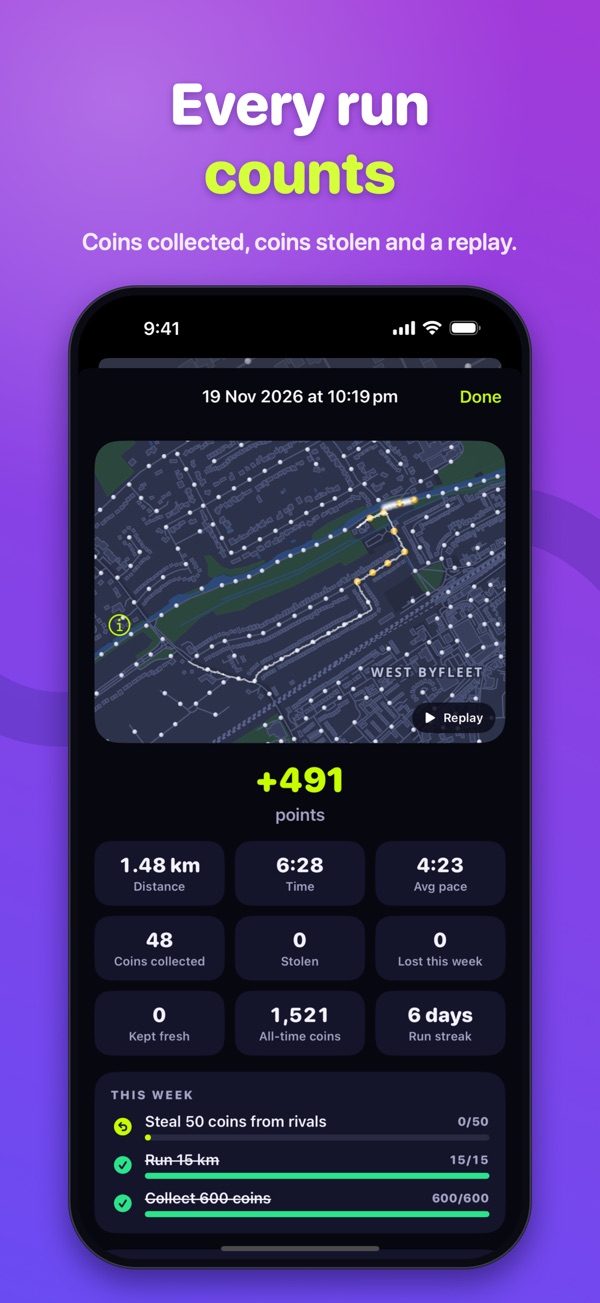 Every run
counts
Coins collected, coins stolen and a replay.
9:41
19 Nov 2026 at 10:19 pm
Done
WEST BYFLEET
Replay
+491
points
1.48 km
Distance
6:28
Time
4:23
Avg pace
48
Coins collected
0
Stolen
0
Lost this week
0
Kept fresh
1,521
All-time coins
6 days
Run streak
THIS WEEK
Steal 50 coins from rivals
0/50
Run 15 km
15/15
Collect 600 coins
600/600